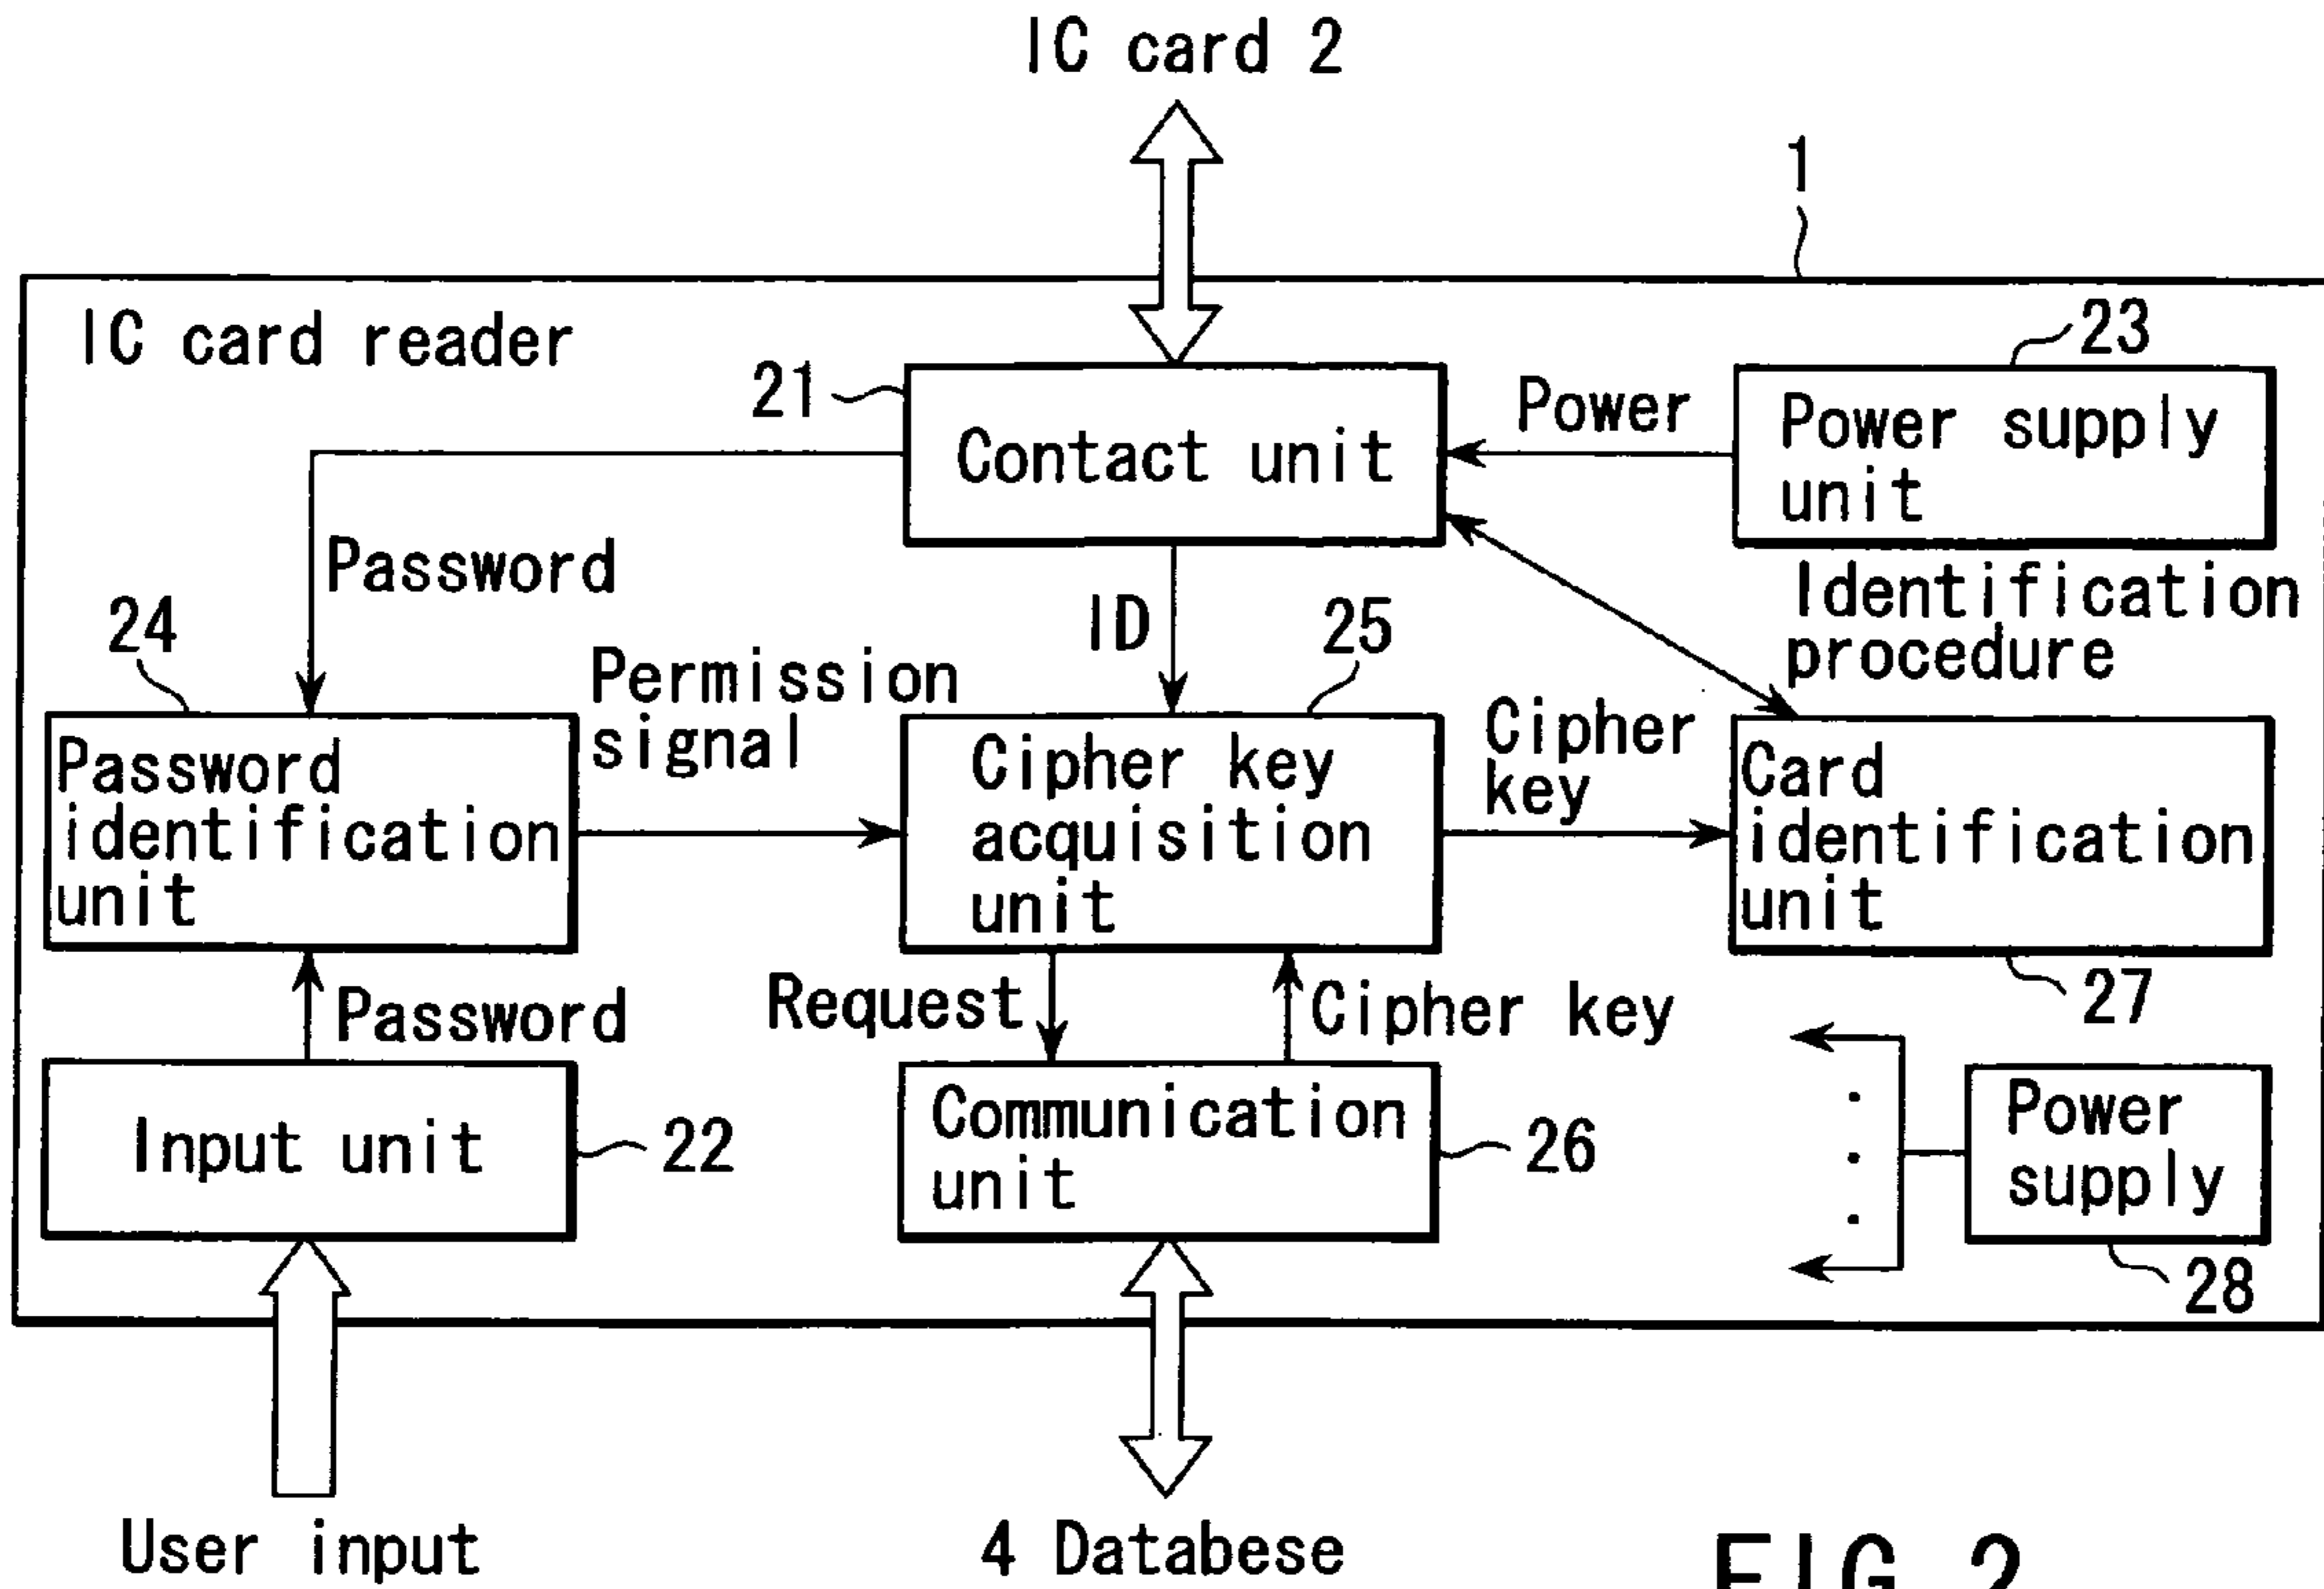 IC card 2
1
IC card reader
23
21
Contact unit
Power
Power supply
unit
Password
Identification
procedure
ID
24
25
Permission
signal
Cipher
key
Password
identification
unit
Cipher key
acquisition
unit
Card
identification
unit
Password
Request
Cipher key
27
Input unit
22
Communication
unit
26
Power
supply
28
User input
4 Databese
FIG. 2